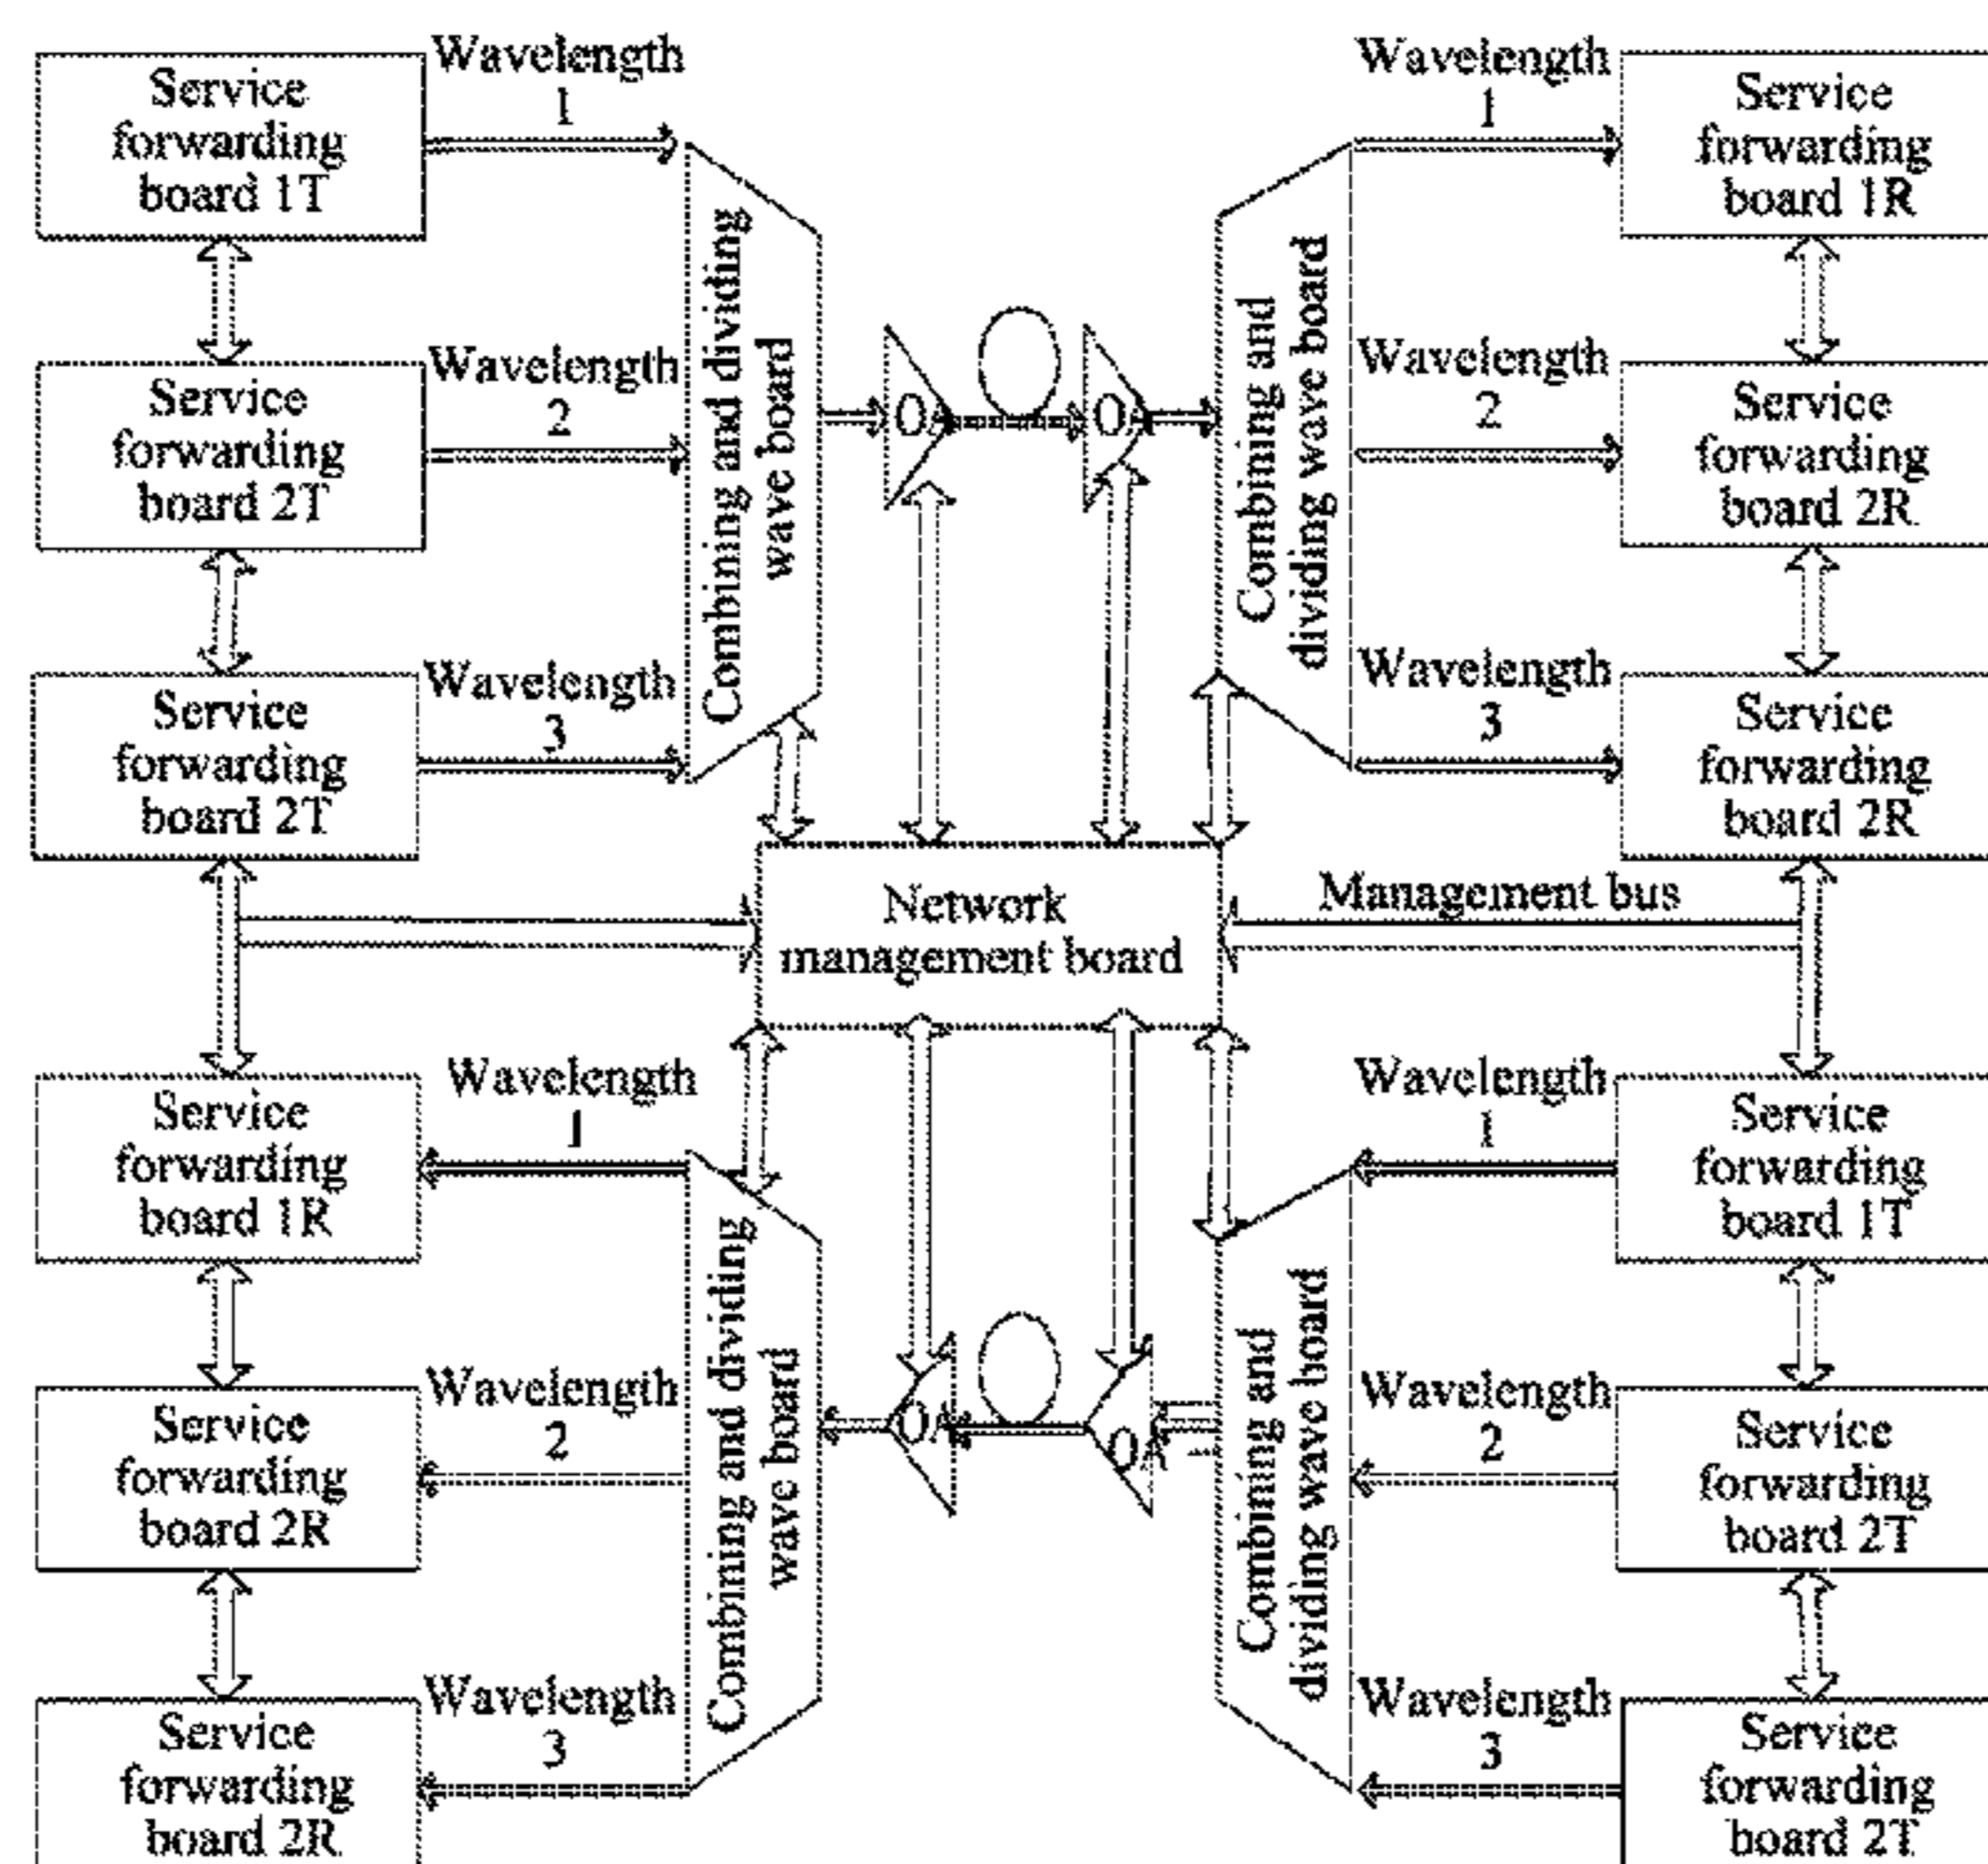 Service
forwarding
board 1T
Wavelength
1
Wavelength
1
Service
forwarding
board 1R
Service
forwarding
board 2T
Wavelength
2
Combining and dividing
wave board
OA
OA
Combining and
dividing wave board
Wavelength
2
Service
forwarding
board 2R
Service
forwarding
board 2T
Wavelength
3
Wavelength
3
Service
forwarding
board 2R
Network
management board
Management bus
Service
forwarding
board 1R
Wavelength
1
Wavelength
1
Service
forwarding
board 1T
Service
forwarding
board 2R
Wavelength
2
Combining and dividing
wave board
OA
OA
Combining and
dividing wave board
Wavelength
2
Service
forwarding
board 2T
Service
forwarding
board 2R
Wavelength
3
Wavelength
3
Service
forwarding
board 2T